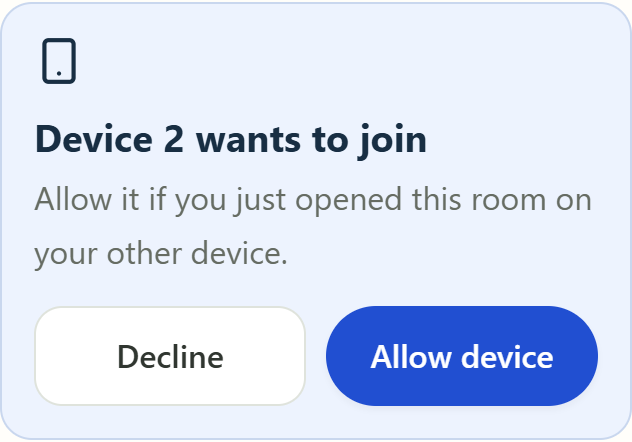 Device 2 wants to join
Allow it if you just opened this room on
your other device.
Decline
Allow device